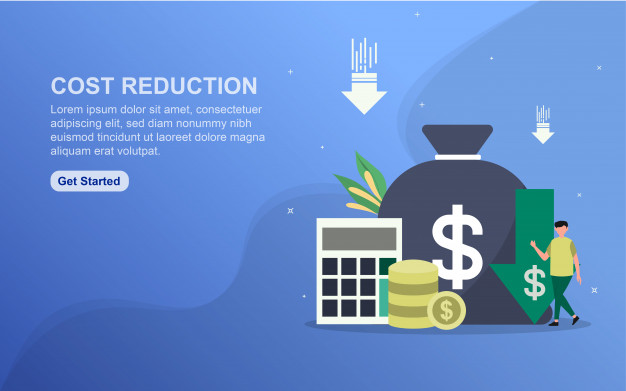 COST REDUCTION
Lorem ipsum dolor sit amet, consectetuer
adipiscing elit, sed diam nonummy nibh
euismod tincidunt ut laoreet dolore magna
aliquam erat volutpat.
Get Started
$
$
$